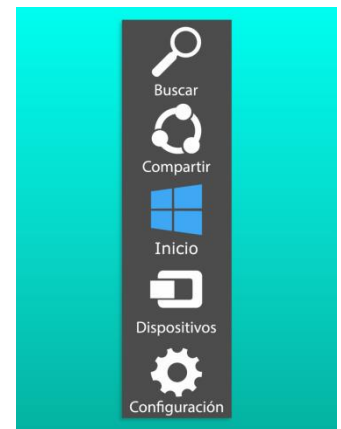 Buscar
Compartir
Inicio
Dispositivos
Configuración